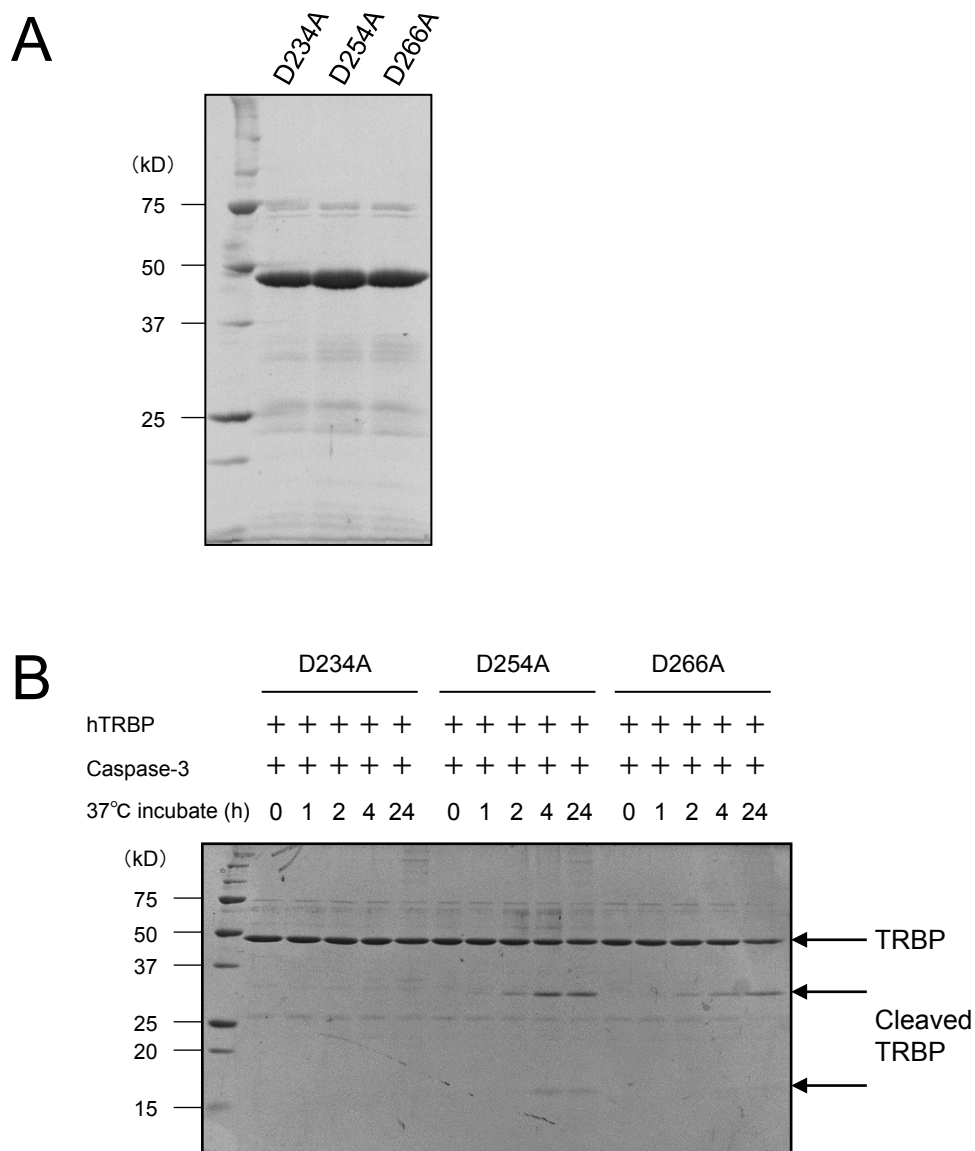 A
D234A D254A D266A
(kD)
75
50
37
25
B
D234A D254A D266A
hTRBP + + + + + + + + + + + + + + +
Caspase-3 + + + + + + + + + + + + + + +
37°C incubate (h) 0 1 2 4 24 0 1 2 4 24 0 1 2 4 24
(kD)
75
50
37
25
20
15
TRBP
Cleaved
TRBP